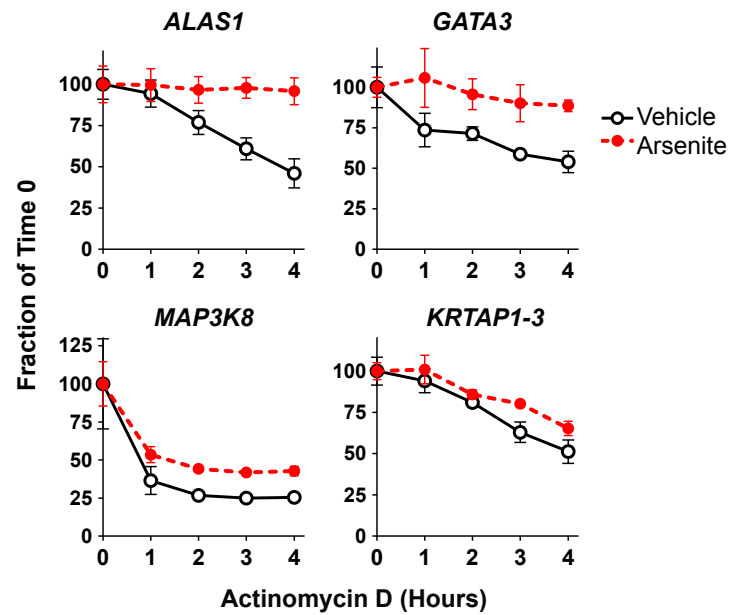 ALAS1
GATA3
100
75
50
25
0
0 1 2 3 4
100
75
50
25
0
0 1 2 3 4
Vehicle
Arsenite
MAP3K8
KRTAP1-3
125
100
75
50
25
0
0 1 2 3 4
100
75
50
25
0
0 1 2 3 4
Fraction of Time 0
Actinomycin D (Hours)